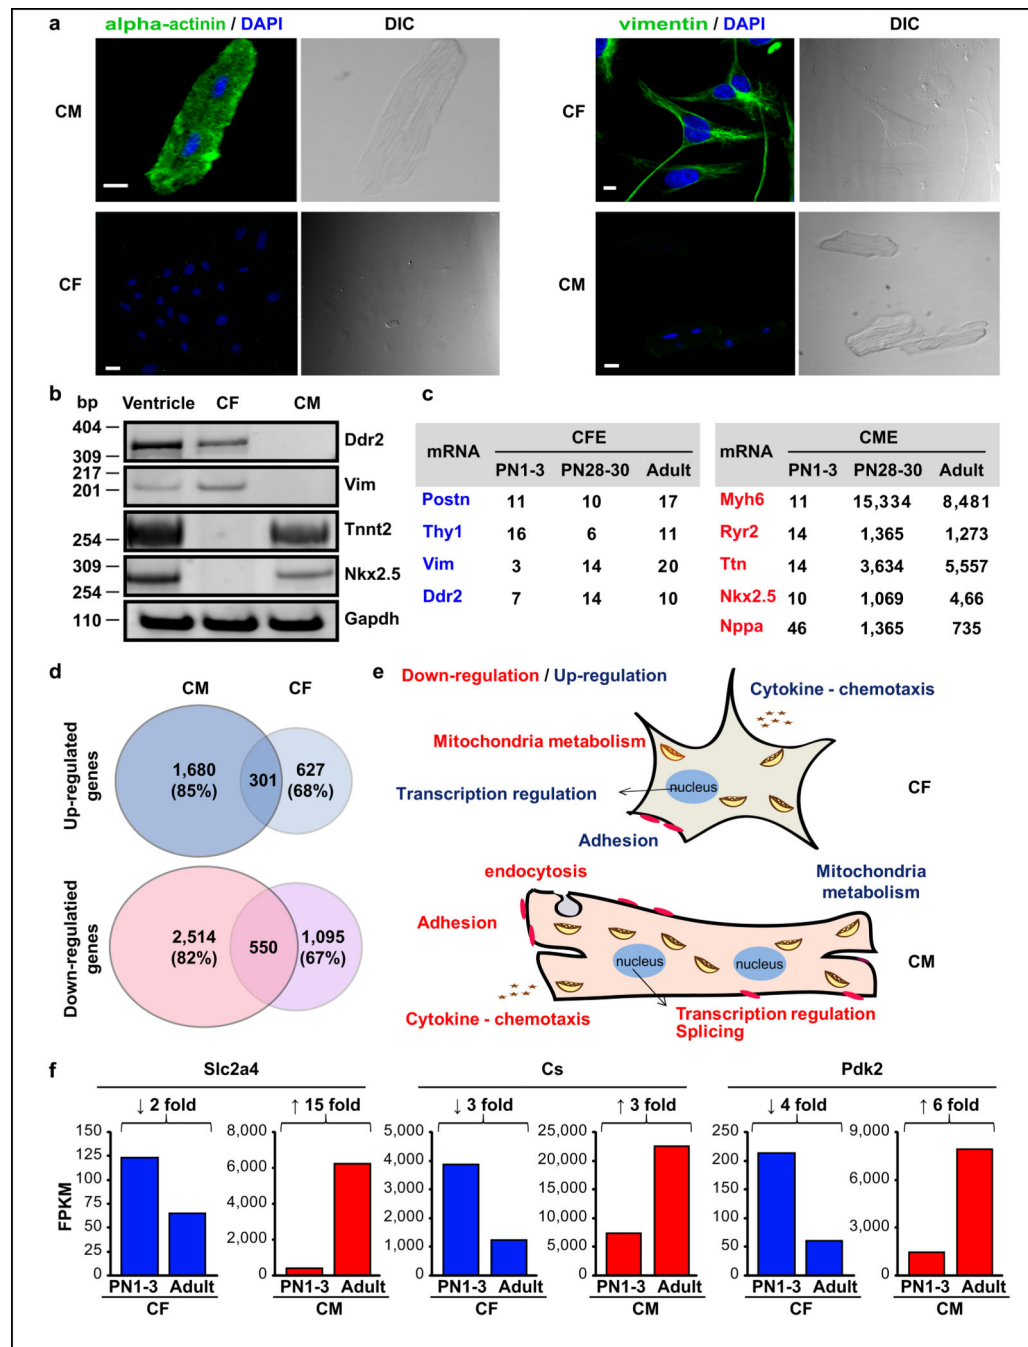 a
alpha-actinin / DAPI
DIC
vimentin / DAPI
DIC
CM
CF
CF
CM
b
bp
Ventricle
CF
CM
404
309
217
201
254
309
254
110
Ddr2
Vim
Tnnt2
Nkx2.5
Gapdh
c
mRNA
CFE
PN1-3 PN28-30 Adult
Postn 11 10 17
Thy1 16 6 11
Vim 3 14 20
Ddr2 7 14 10
mRNA
CME
PN1-3 PN28-30 Adult
Myh6 11 15,334 8,481
Ryr2 14 1,365 1,273
Ttn 14 3,634 5,557
Nkx2.5 10 1,069 4,66
Nppa 46 1,365 735
d
CM
CF
Up-regulated
genes
1,680
(85%)
301
627
(68%)
Down-regulatied
genes
2,514
(82%)
550
1,095
(67%)
e
Down-regulation / Up-regulation
Cytokine - chemotaxis
Mitochondria metabolism
nucleus
Transcription regulation
CF
Adhesion
endocytosis
Mitochondria
metabolism
Adhesion
nucleus
nucleus
CM
Cytokine - chemotaxis
Transcription regulation
Splicing
f
Slc2a4
Cs
Pdk2
↓ 2 fold
↑ 15 fold
↓ 3 fold
↑ 3 fold
↓ 4 fold
↑ 6 fold
FPKM
150
125
100
75
50
25
0
PN1-3 Adult
CF
8,000
6,000
4,000
2,000
0
PN1-3 Adult
CM
5,000
4,000
3,000
2,000
1,000
0
PN1-3 Adult
CF
25,000
20,000
15,000
10,000
5,000
0
PN1-3 Adult
CM
250
200
150
100
50
0
PN1-3 Adult
CF
9,000
6,000
3,000
0
PN1-3 Adult
CM